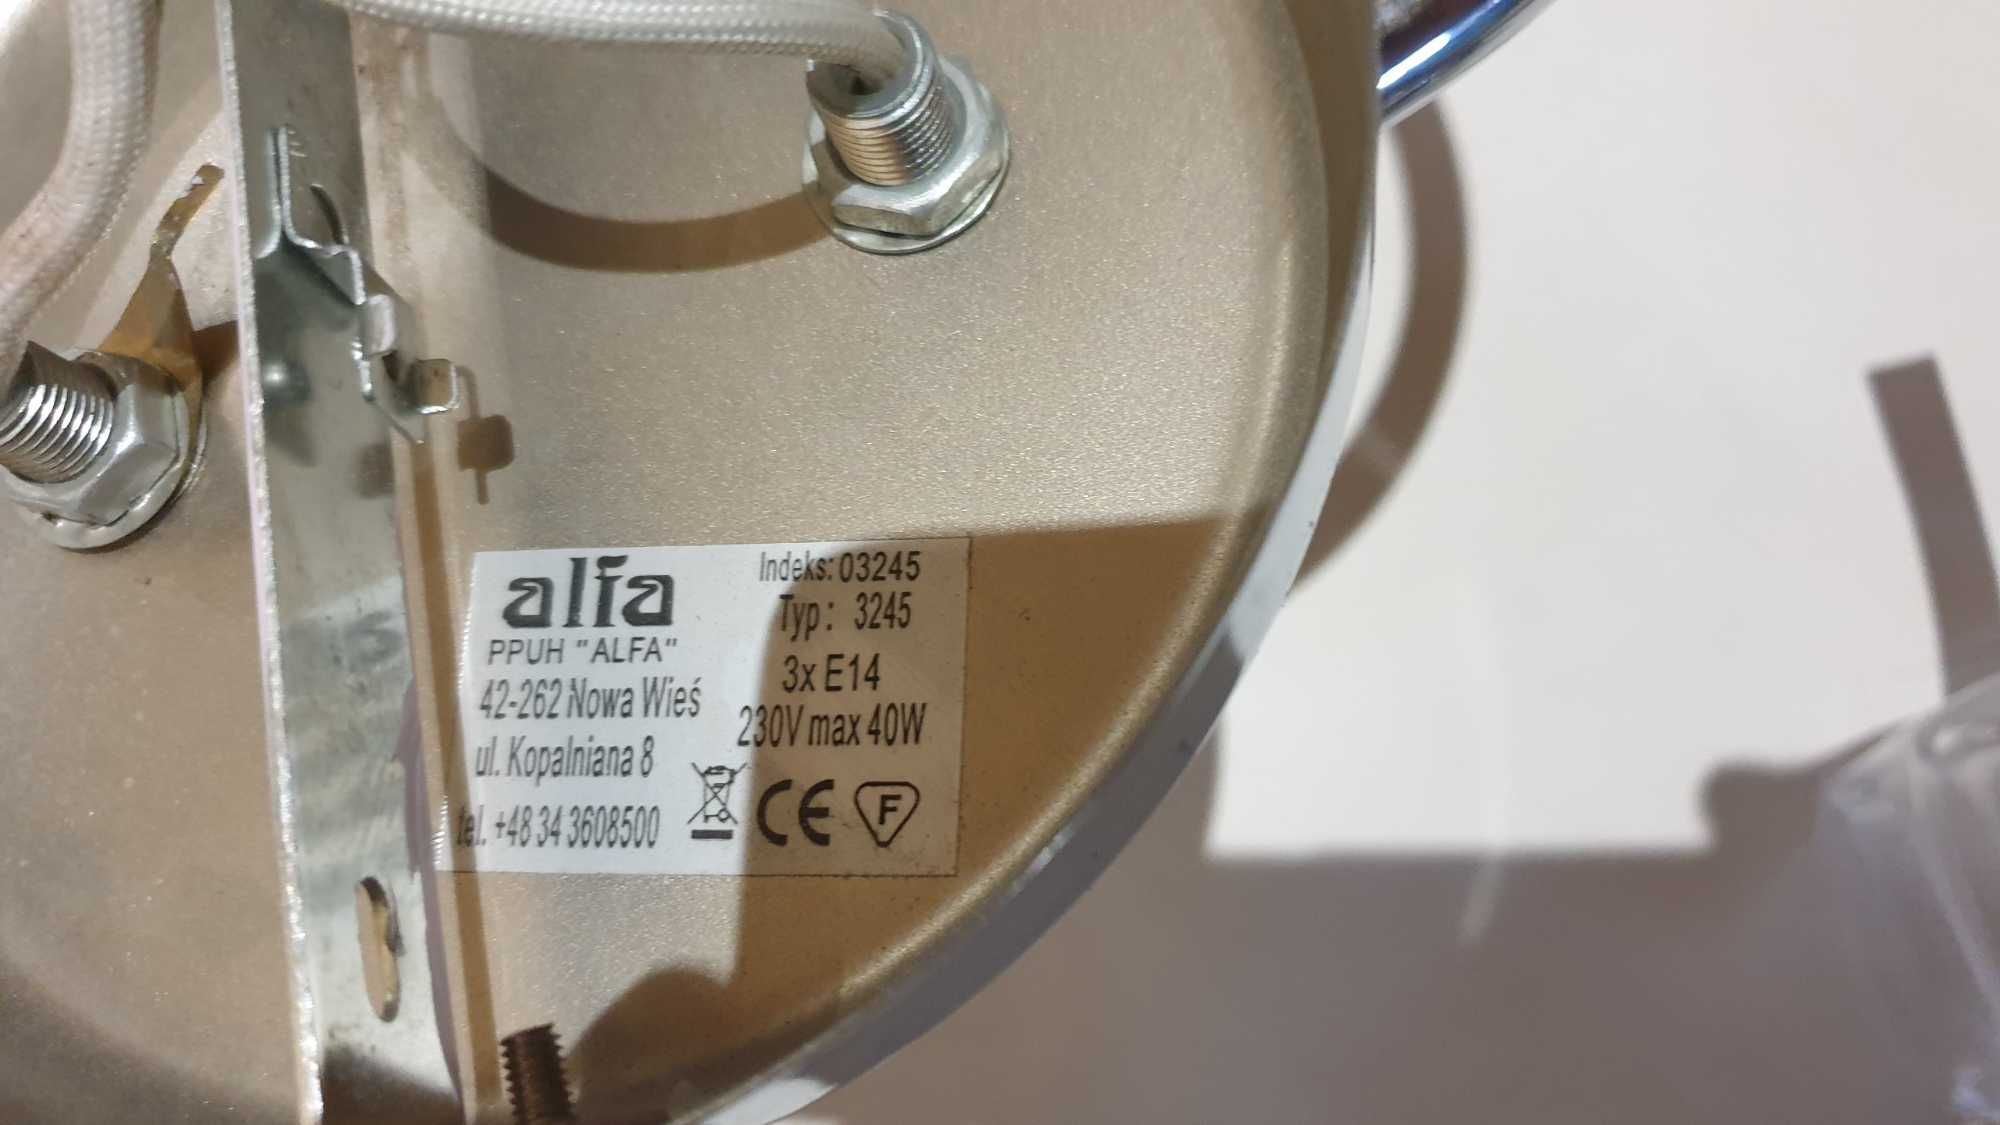 alfa
PPUH "ALFA"
42-262 Nowa Wieś
ul. Kopalniana 8
tel. +48 34 3608500
Indeks: 03245
Typ: 3245
3x E14
230V max 40W
CE
F